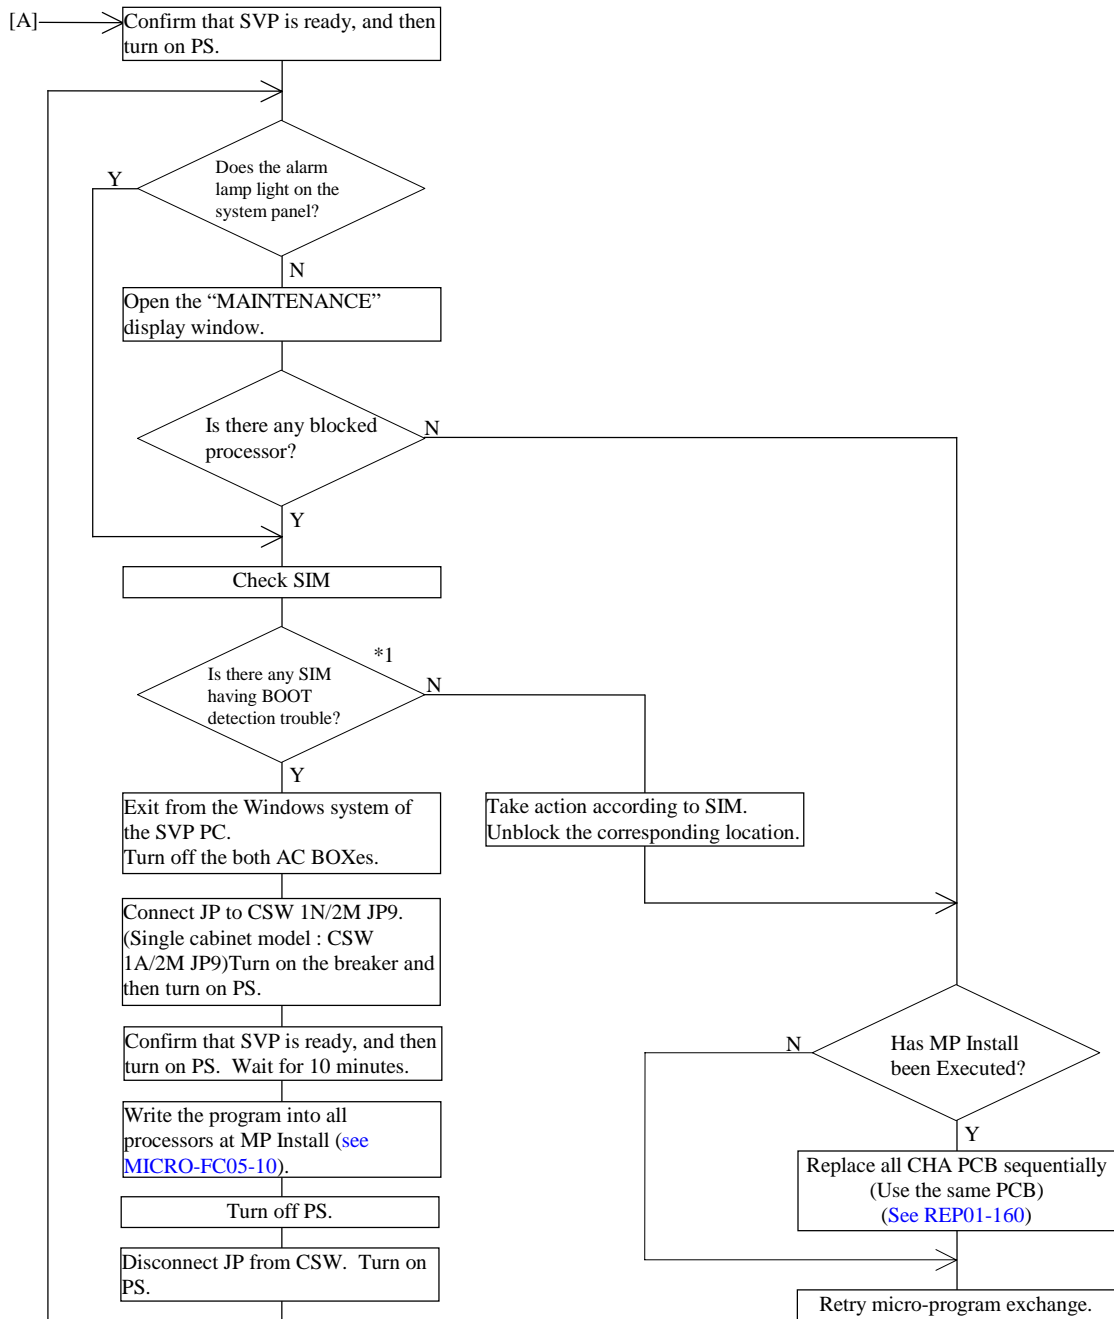 [A]
Confirm that SVP is ready, and then
turn on PS.
Does the alarm
lamp light on the
system panel?
Y
N
Open the “MAINTENANCE”
display window.
Is there any blocked
processor?
N
Y
Check SIM
*1
Is there any SIM
having BOOT
detection trouble?
N
Y
Exit from the Windows system of
the SVP PC.
Turn off the both AC BOXes.
Take action according to SIM.
Unblock the corresponding location.
Connect JP to CSW 1N/2M JP9.
(Single cabinet model : CSW
1A/2M JP9)Turn on the breaker and
then turn on PS.
Confirm that SVP is ready, and then
turn on PS.  Wait for 10 minutes.
Write the program into all
processors at MP Install (see
MICRO-FC05-10).
Turn off PS.
Disconnect JP from CSW.  Turn on
PS.
Has MP Install
been Executed?
N
Y
Replace all CHA PCB sequentially
(Use the same PCB)
(See REP01-160)
Retry micro-program exchange.